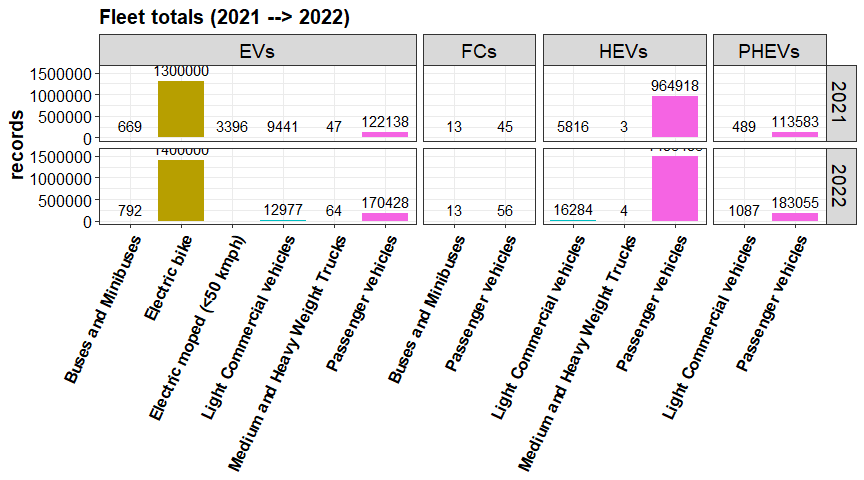 Fleet totals (2021 --> 2022)
EVs FCs HEVs PHEVs
records
1500000
1000000
500000
0
1300000
669 3396 9441 47 122138
13 45
5816 3 964918
489 113583
2021
1500000
1000000
500000
0
1400000
792 12977 64 170428
13 56
16284 4
1087 183055
2022
Buses and Minibuses
Electric bike
Electric moped (<50 kmph)
Light Commercial vehicles
Medium and Heavy Weight Trucks
Passenger vehicles
Buses and Minibuses
Passenger vehicles
Light Commercial vehicles
Medium and Heavy Weight Trucks
Passenger vehicles
Light Commercial vehicles
Passenger vehicles